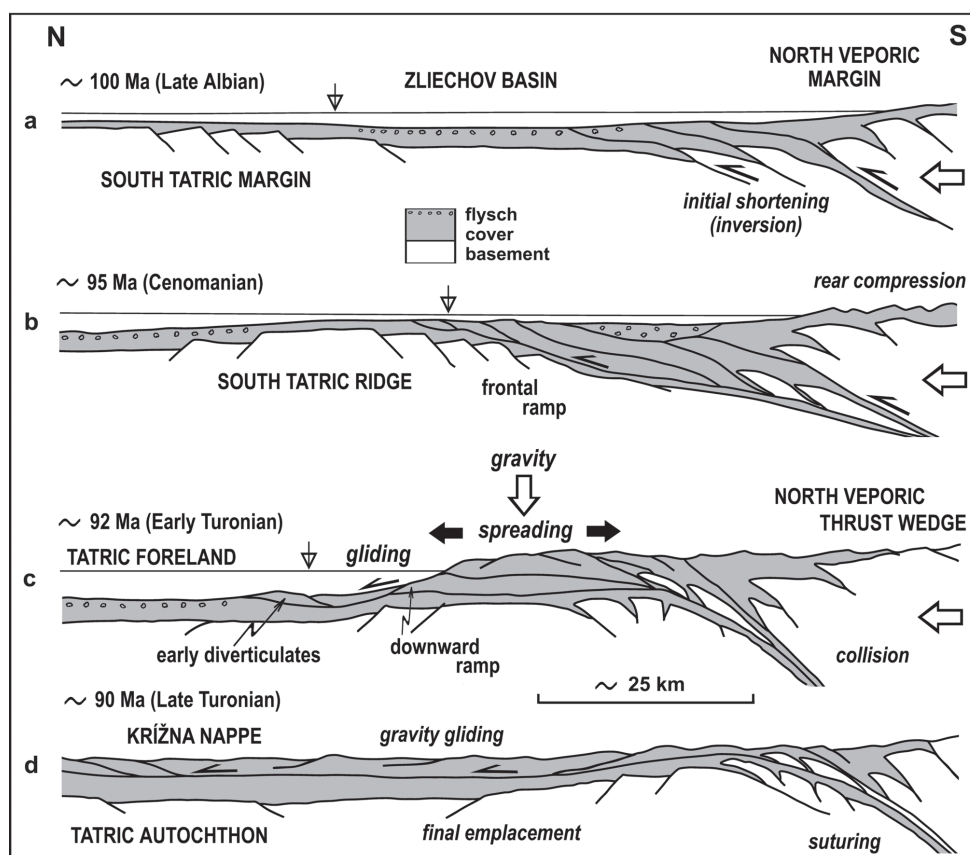 N
S
~ 100 Ma (Late Albian)
ZLIECHOV BASIN
NORTH VEPORIC
MARGIN
a
SOUTH TATRIC MARGIN
initial shortening
(inversion)
flysch
cover
basement
~ 95 Ma (Cenomanian)
rear compression
b
SOUTH TATRIC RIDGE
frontal
ramp
gravity
NORTH VEPORIC
THRUST WEDGE
~ 92 Ma (Early Turonian)
spreading
TATRIC FORELAND
gliding
c
early diverticulates
downward
ramp
collision
~ 25 km
~ 90 Ma (Late Turonian)
KRÍŽNA NAPPE
gravity gliding
d
TATRIC AUTOCHTHON
final emplacement
suturing